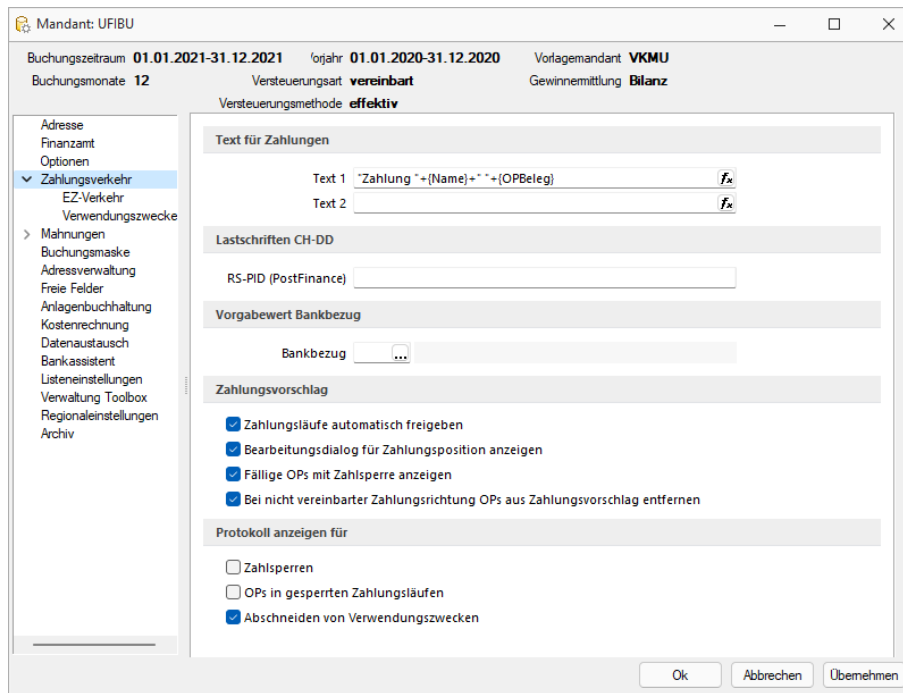 Mandant: UFIBU
Buchungszeitraum 01.01.2021-31.12.2021 Vorjahr 01.01.2020-31.12.2020 Vorlagemandant VKMU
Buchungsmonate 12 Versteuerungsart vereinbart Gewinnermittlung Bilanz
Versteuerungsmethode effektiv
Adresse
Finanzamt
Optionen
Zahlungsverkehr
EZ-Verkehr
Verwendungszwecke
Mahnungen
Buchungsmaske
Adressverwaltung
Freie Felder
Anlagenbuchhaltung
Kostenrechnung
Datenaustausch
Bankassistent
Listeneinstellungen
Verwaltung Toolbox
Regionaleinstellungen
Archiv
Text für Zahlungen
Text 1 "Zahlung "+{Name}+" "+{OPBeleg} fx
Text 2 fx
Lastschriften CH-DD
RS-PID (PostFinance)
Vorgabewert Bankbezug
Bankbezug ...
Zahlungsvorschlag
Zahlungsläufe automatisch freigeben
Bearbeitungsdialog für Zahlungsposition anzeigen
Fällige OPs mit Zahlsperre anzeigen
Bei nicht vereinbarter Zahlungsrichtung OPs aus Zahlungsvorschlag entfernen
Protokoll anzeigen für
Zahlsperren
OPs in gesperrten Zahlungsläufen
Abschneiden von Verwendungszwecken
Ok Abbrechen Übernehmen